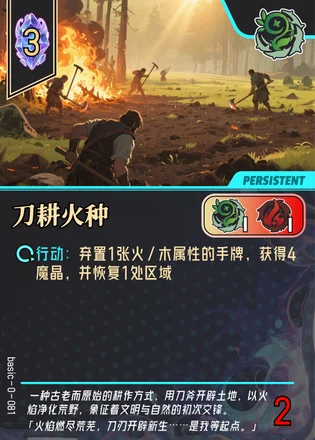 3
PERSISTENT
刀耕火种
1 1
行动：弃置1张火/木属性的手牌，获得4
魔晶，并恢复1处区域
basic-0-081
一种古老而原始的耕作方式，用刀斧开辟土地，以火
焰净化荒野，象征着文明与自然的初次交锋。
「火焰燃尽荒芜，刀刃开辟新生……是我等起点。」
2